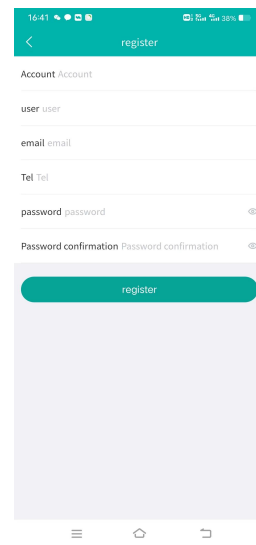 16:41 38%
register
Account Account
user user
email email
Tel Tel
password password
Password confirmation Password confirmation
register